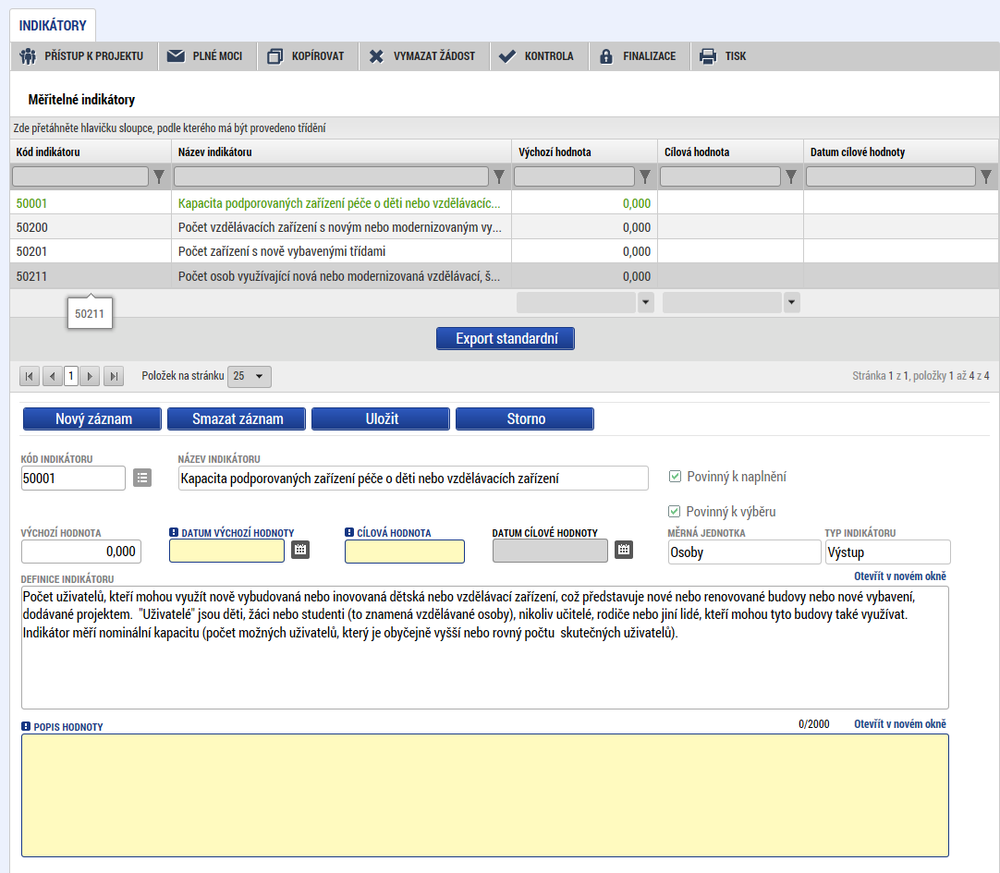 INDIKÁTORY
PŘÍSTUP K PROJEKTU PLNÉ MOCI KOPÍROVAT VYMAZAT ŽÁDOST KONTROLA FINALIZACE TISK
Měřitelné indikátory
Zde přetáhněte hlavičku sloupce, podle kterého má být provedeno třídění
Kód indikátoru Název indikátoru Výchozí hodnota Cílová hodnota Datum cílové hodnoty
50001 Kapacita podporovaných zařízení péče o děti nebo vzdělávacíc... 0,000
50200 Počet vzdělávacích zařízení s novým nebo modernizovaným vy... 0,000
50201 Počet zařízení s nově vybavenými třídami 0,000
50211 Počet osob využívající nová nebo modernizovaná vzdělávací, š... 0,000
50211
Export standardní
1 Položek na stránku 25 Stránka 1 z 1, položky 1 až 4 z 4
Nový záznam Smazat záznam Uložit Storno
KÓD INDIKÁTORU NÁZEV INDIKÁTORU
50001 Kapacita podporovaných zařízení péče o děti nebo vzdělávacích zařízení Povinný k naplnění
Povinný k výběru
VÝCHOZÍ HODNOTA DATUM VÝCHOZÍ HODNOTY CÍLOVÁ HODNOTA DATUM CÍLOVÉ HODNOTY MĚRNÁ JEDNOTKA TYP INDIKÁTORU
0,000 Osoby Výstup
DEFINICE INDIKÁTORU Otevřít v novém okně
Počet uživatelů, kteří mohou využít nově vybudovaná nebo inovovaná dětská nebo vzdělávací zařízení, což představuje nové nebo renovované budovy nebo nové vybavení,
dodávané projektem. "Uživatelé" jsou děti, žáci nebo studenti (to znamená vzdělávané osoby), nikoliv učitelé, rodiče nebo jiní lidé, kteří mohou tyto budovy také využívat.
Indikátor měří nominální kapacitu (počet možných uživatelů, který je obyčejně vyšší nebo rovný počtu skutečných uživatelů).
POPIS HODNOTY 0/2000 Otevřít v novém okně